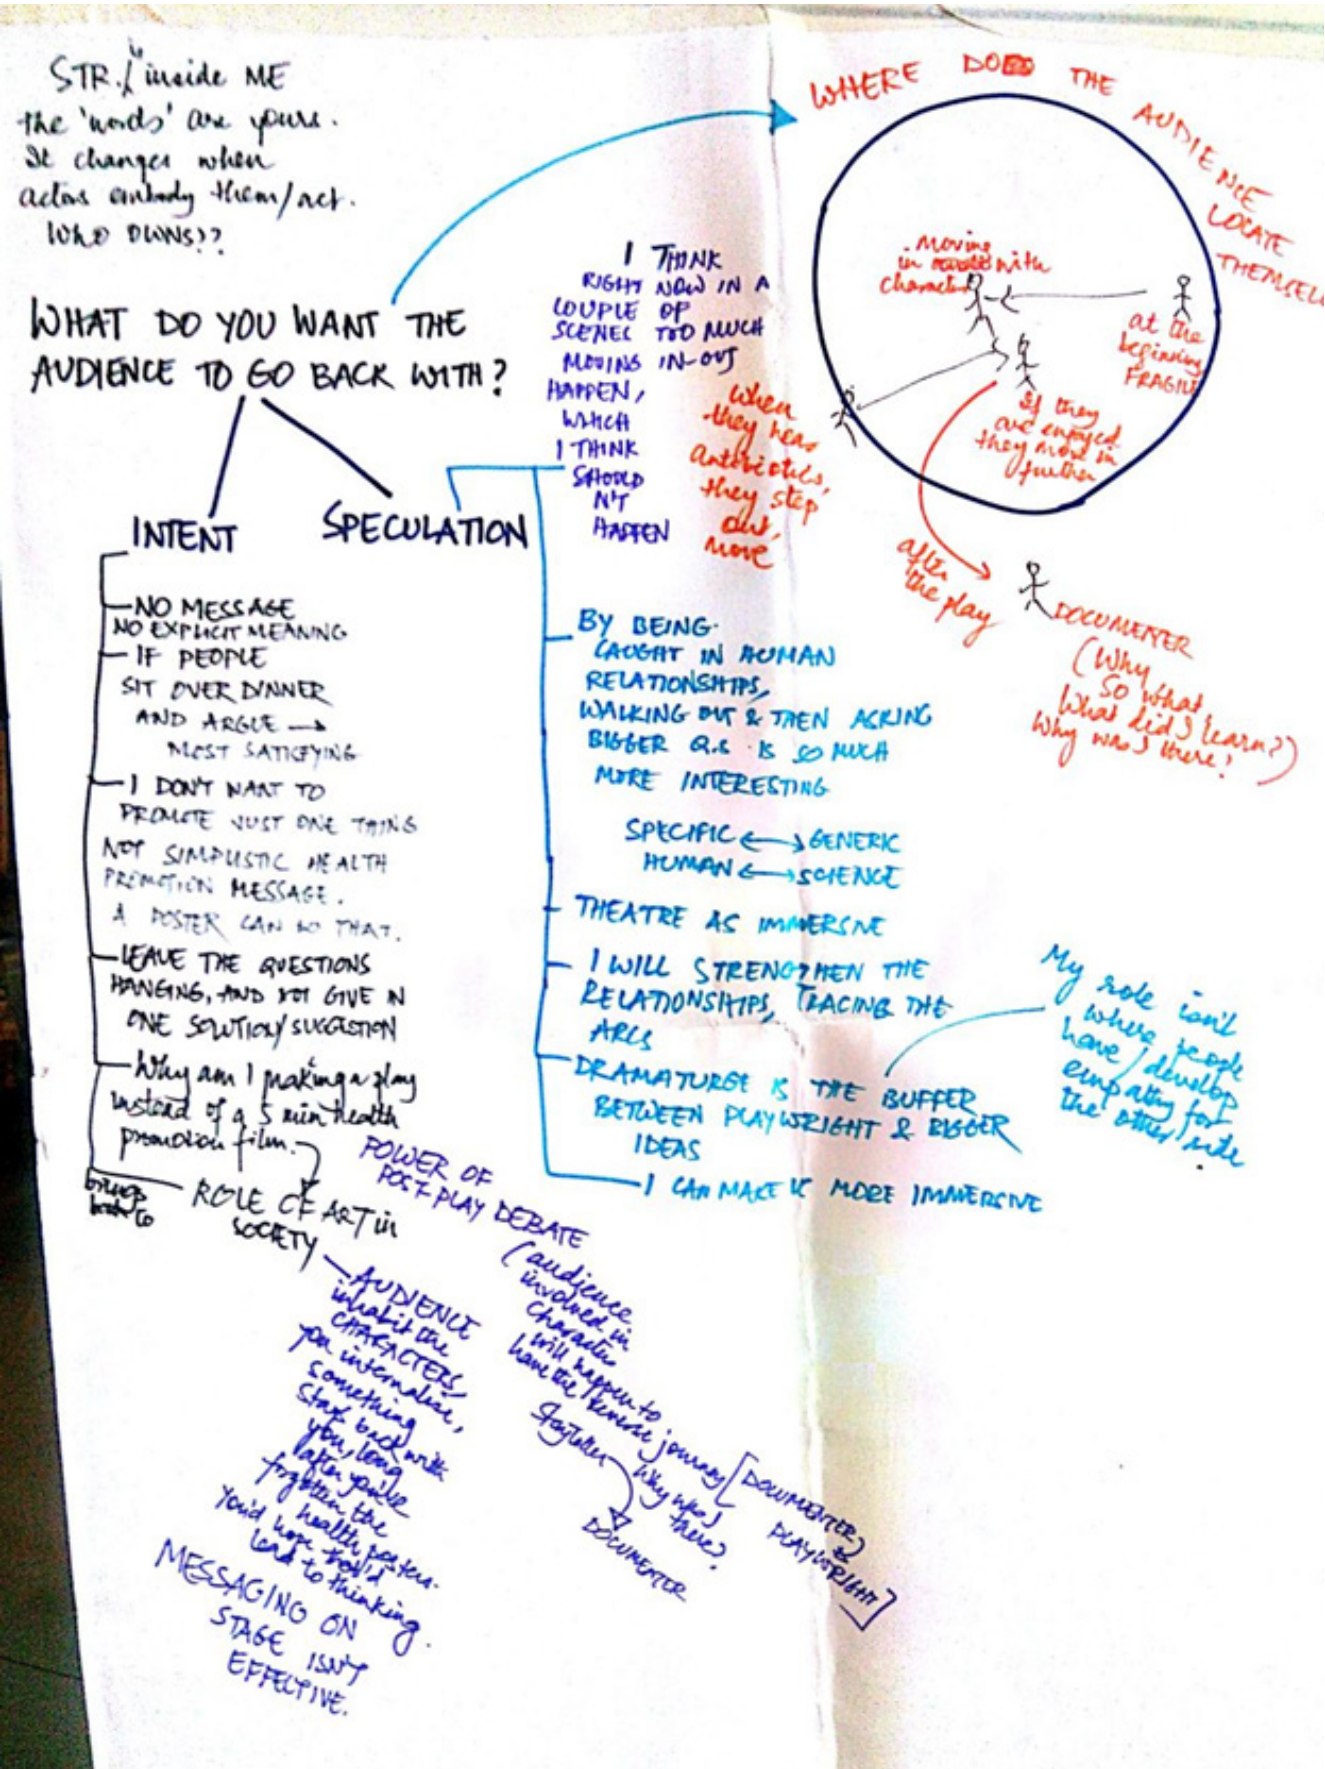 STR. / inside ME
the 'words' are yours.
It changes when
actors embody them/act.
WHO OWNS??
WHAT DO YOU WANT THE
AUDIENCE TO GO BACK WITH?
INTENT
NO MESSAGE
NO EXPLICIT MEANING
IF PEOPLE
SIT OVER DINNER
AND ARGUE →
MOST SATISFYING
I DON'T WANT TO
PROMOTE JUST ONE THING
NOT SIMPLISTIC HEALTH
PROMOTION MESSAGE.
A POSTER CAN DO THAT.
LEAVE THE QUESTIONS
HANGING, AND NOT GIVE IN
ONE SOLUTION/SUGGESTION
Why am I making a play
instead of a 5 min health
promotion film.
brings
back to
ROLE OF ART in
SOCIETY
AUDIENCE
inhabit the
CHARACTERS,
you internalise,
something
stays back with
you, long
after you've
forgotten the
health posters.
You'd hope that'd
lead to thinking.
MESSAGING ON
STAGE ISN'T
EFFECTIVE.
POWER OF
POST PLAY DEBATE
(audience
involved in
character
will happen to
have the reverse journey
Why was I
there?
Storyteller
DOCUMENTER
[DOCUMENTER
PLAYWRIGHT]
SPECULATION
I THINK
RIGHT NOW IN A
COUPLE OF
SCENES TOO MUCH
MOVING IN-OUT
HAPPEN,
WHICH
I THINK
SHOULD
N'T
HAPPEN
when
they hear
antibiotics,
they step
out,
move
BY BEING
CAUGHT IN HUMAN
RELATIONSHIPS,
WALKING OUT & THEN ASKING
BIGGER Q.S IS SO MUCH
MORE INTERESTING
SPECIFIC ↔ GENERIC
HUMAN ↔ SCIENCE
THEATRE AS IMMERSIVE
I WILL STRENGTHEN THE
RELATIONSHIPS, TRACING THE
ARCS
DRAMATURGE IS THE BUFFER
BETWEEN PLAYWRIGHT & BIGGER
IDEAS
I CAN MAKE IT MORE IMMERSIVE
My role isn't
where people
have/develop
empathy for
the other side
WHERE DO THE AUDIENCE LOCATE THEMSEL
moving
in with
character
at the
beginning
FRAGILE
If they
are enjoyed
they move in
further
after
the play
DOCUMENTER
(Why
So what
What did I learn?)
Why was I there?